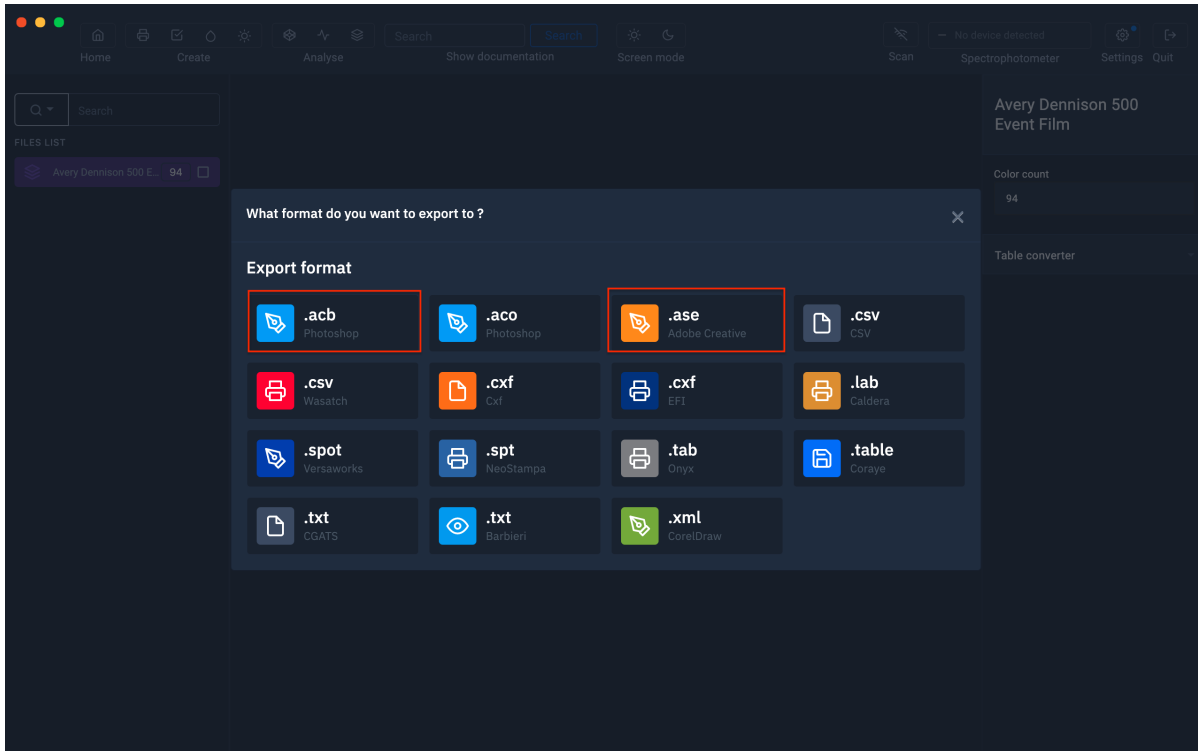 Search
Search
No device detected
Home
Create
Analyse
Show documentation
Screen mode
Scan
Spectrophotometer
Settings
Quit
Search
FILES LIST
Avery Dennison 500 E... 94
Avery Dennison 500
Event Film
Color count
94
Table converter
What format do you want to export to ?
Export format
.acb
Photoshop
.aco
Photoshop
.ase
Adobe Creative
.csv
CSV
.csv
Wasatch
.cxf
Cxf
.cxf
EFI
.lab
Caldera
.spot
Versaworks
.spt
NeoStampa
.tab
Onyx
.table
Coraye
.txt
CGATS
.txt
Barbieri
.xml
CorelDraw